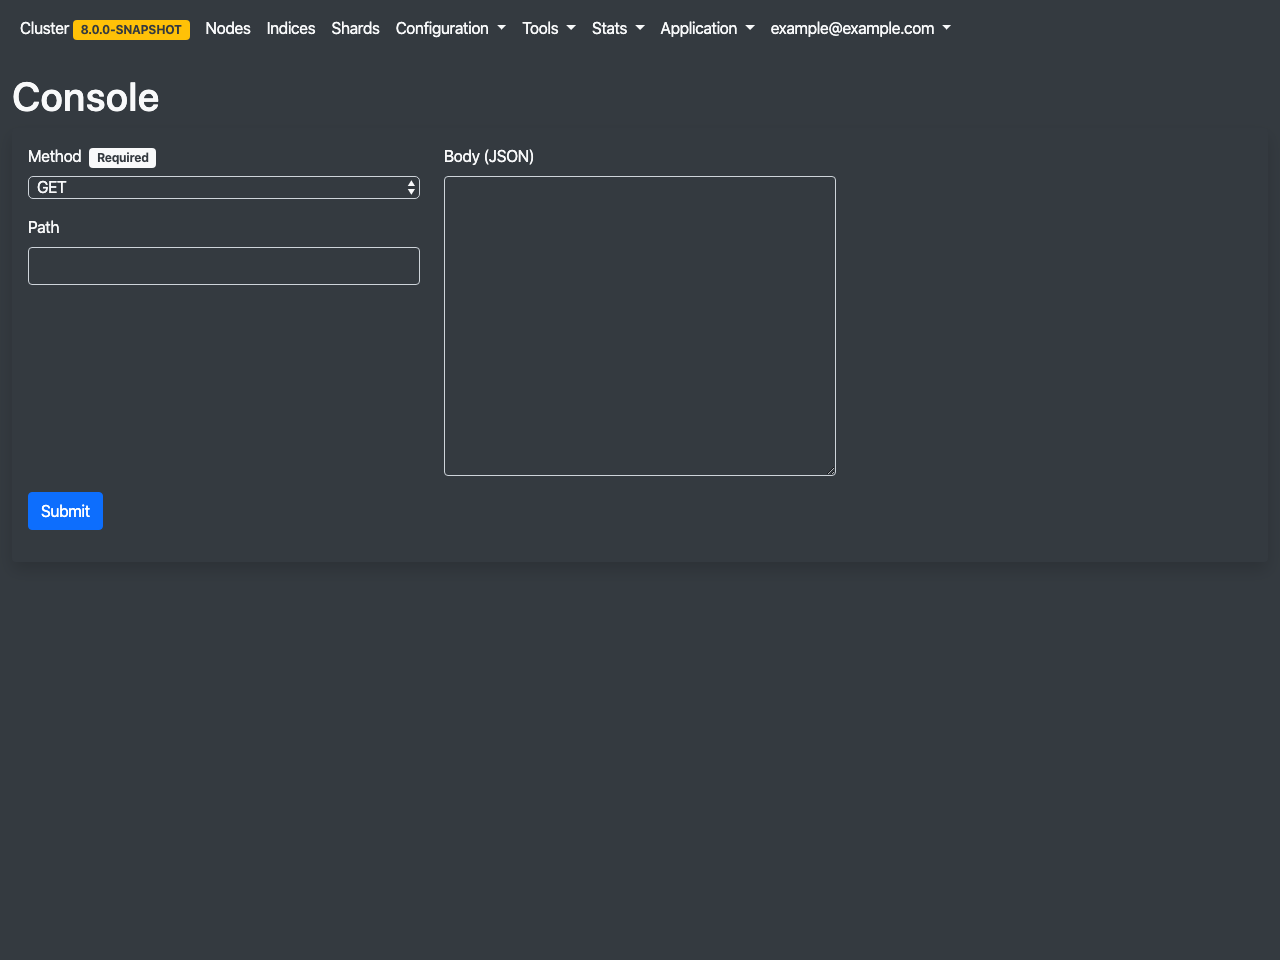 Cluster 8.0.0-SNAPSHOT Nodes Indices Shards Configuration Tools Stats Application example@example.com
Console
Method Required
GET
Path
Body (JSON)
Submit